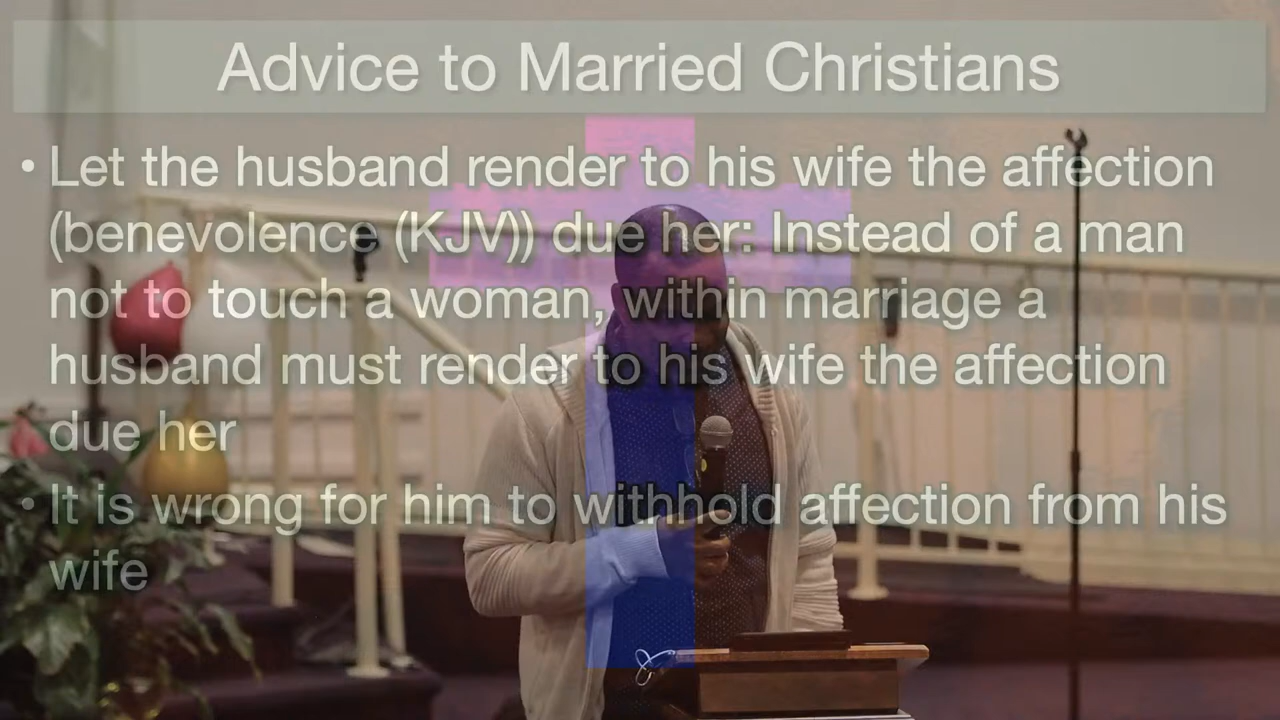 Advice to Married Christians
• Let the husband render to his wife the affection
(benevolence (KJV)) due her: Instead of a man
not to touch a woman, within marriage a
husband must render to his wife the affection
due her
• It is wrong for him to withhold affection from his
wife